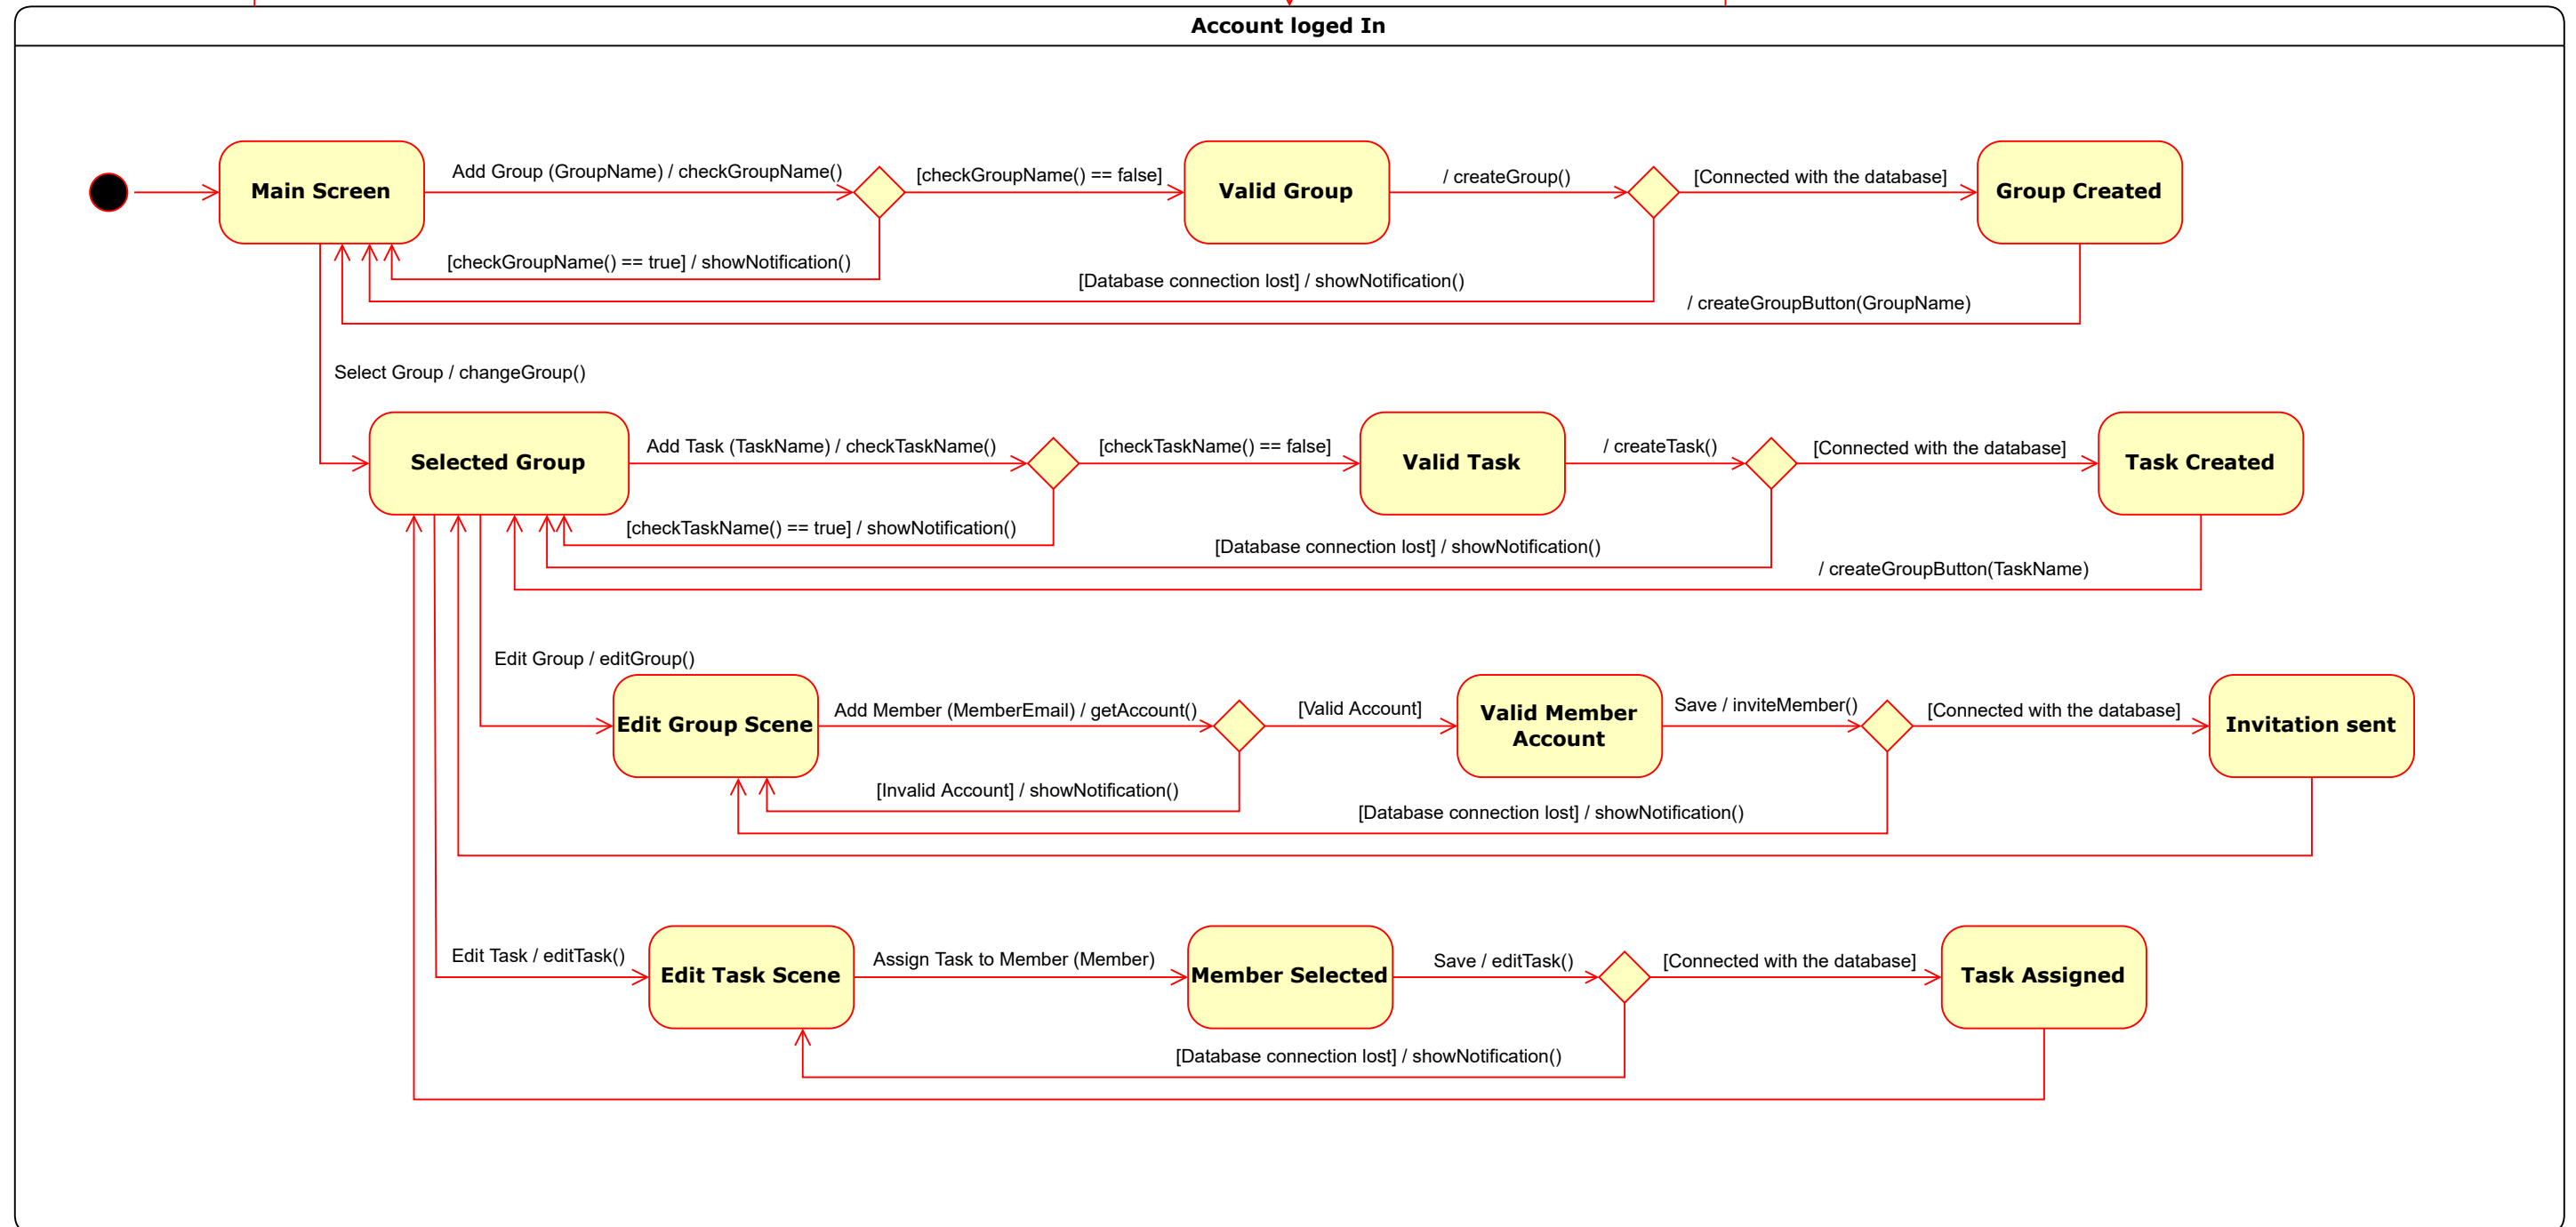 Account loged In
Main Screen
Add Group (GroupName) / checkGroupName()
[checkGroupName() == false]
Valid Group
/ createGroup()
[Connected with the database]
Group Created
[checkGroupName() == true] / showNotification()
[Database connection lost] / showNotification()
/ createGroupButton(GroupName)
Select Group / changeGroup()
Selected Group
Add Task (TaskName) / checkTaskName()
[checkTaskName() == false]
Valid Task
/ createTask()
[Connected with the database]
Task Created
[checkTaskName() == true] / showNotification()
[Database connection lost] / showNotification()
/ createGroupButton(TaskName)
Edit Group / editGroup()
Edit Group Scene
Add Member (MemberEmail) / getAccount()
[Valid Account]
Valid Member
Account
Save / inviteMember()
[Connected with the database]
Invitation sent
[Invalid Account] / showNotification()
[Database connection lost] / showNotification()
Edit Task / editTask()
Edit Task Scene
Assign Task to Member (Member)
Member Selected
Save / editTask()
[Connected with the database]
Task Assigned
[Database connection lost] / showNotification()